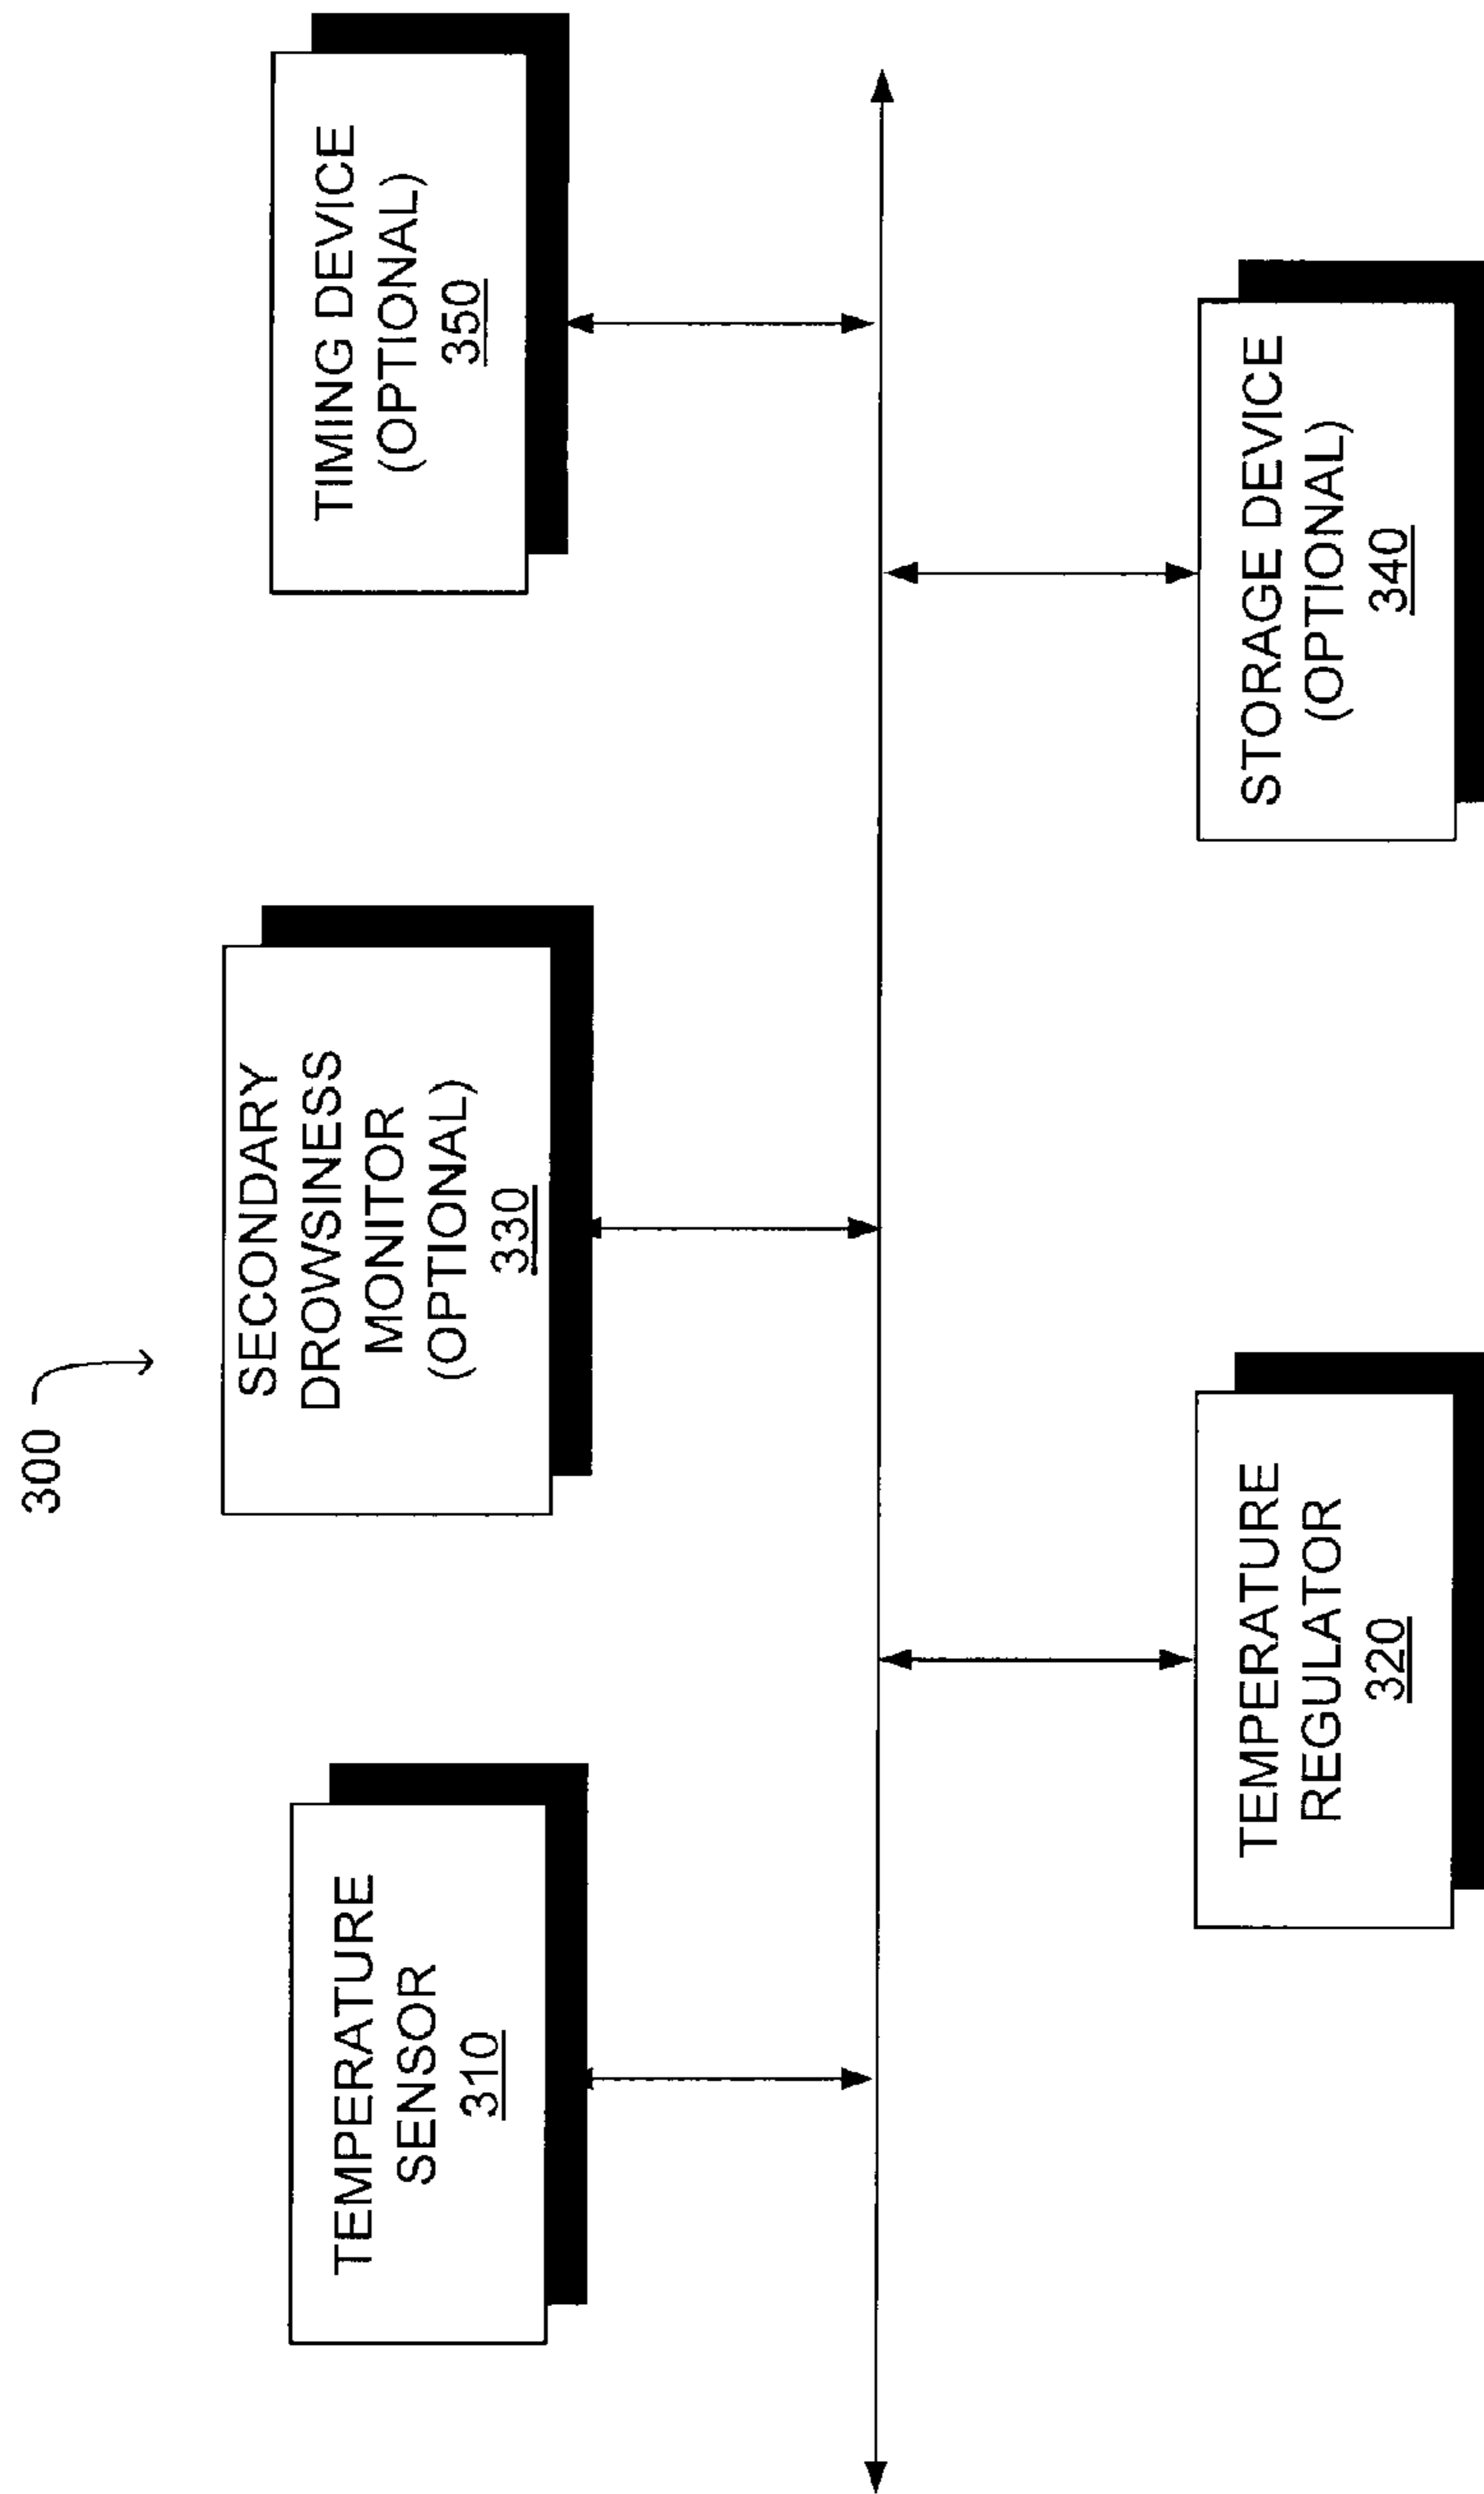 300
TEMPERATURE
SENSOR
310
SECONDARY
DROWSINESS
MONITOR
(OPTIONAL)
330
TIMING DEVICE
(OPTIONAL)
350
TEMPERATURE
REGULATOR
320
STORAGE DEVICE
(OPTIONAL)
340